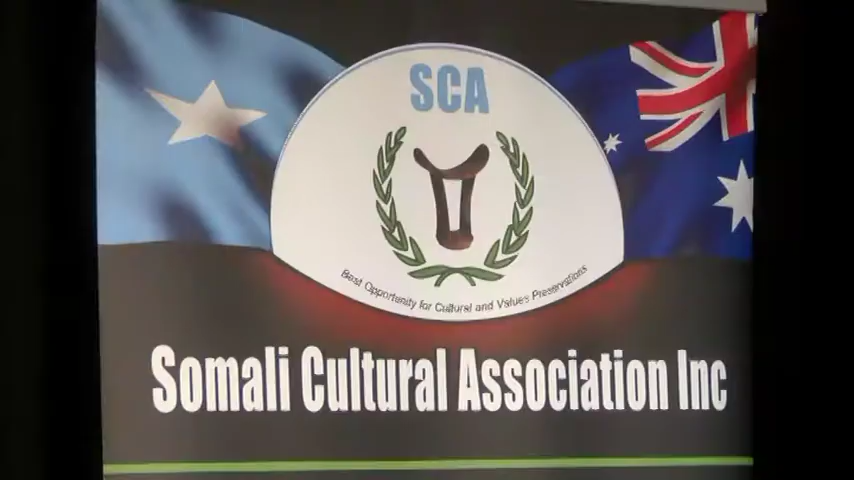 SCA
Best Opportunity for Cultural and Values Preservations
Somali Cultural Association Inc